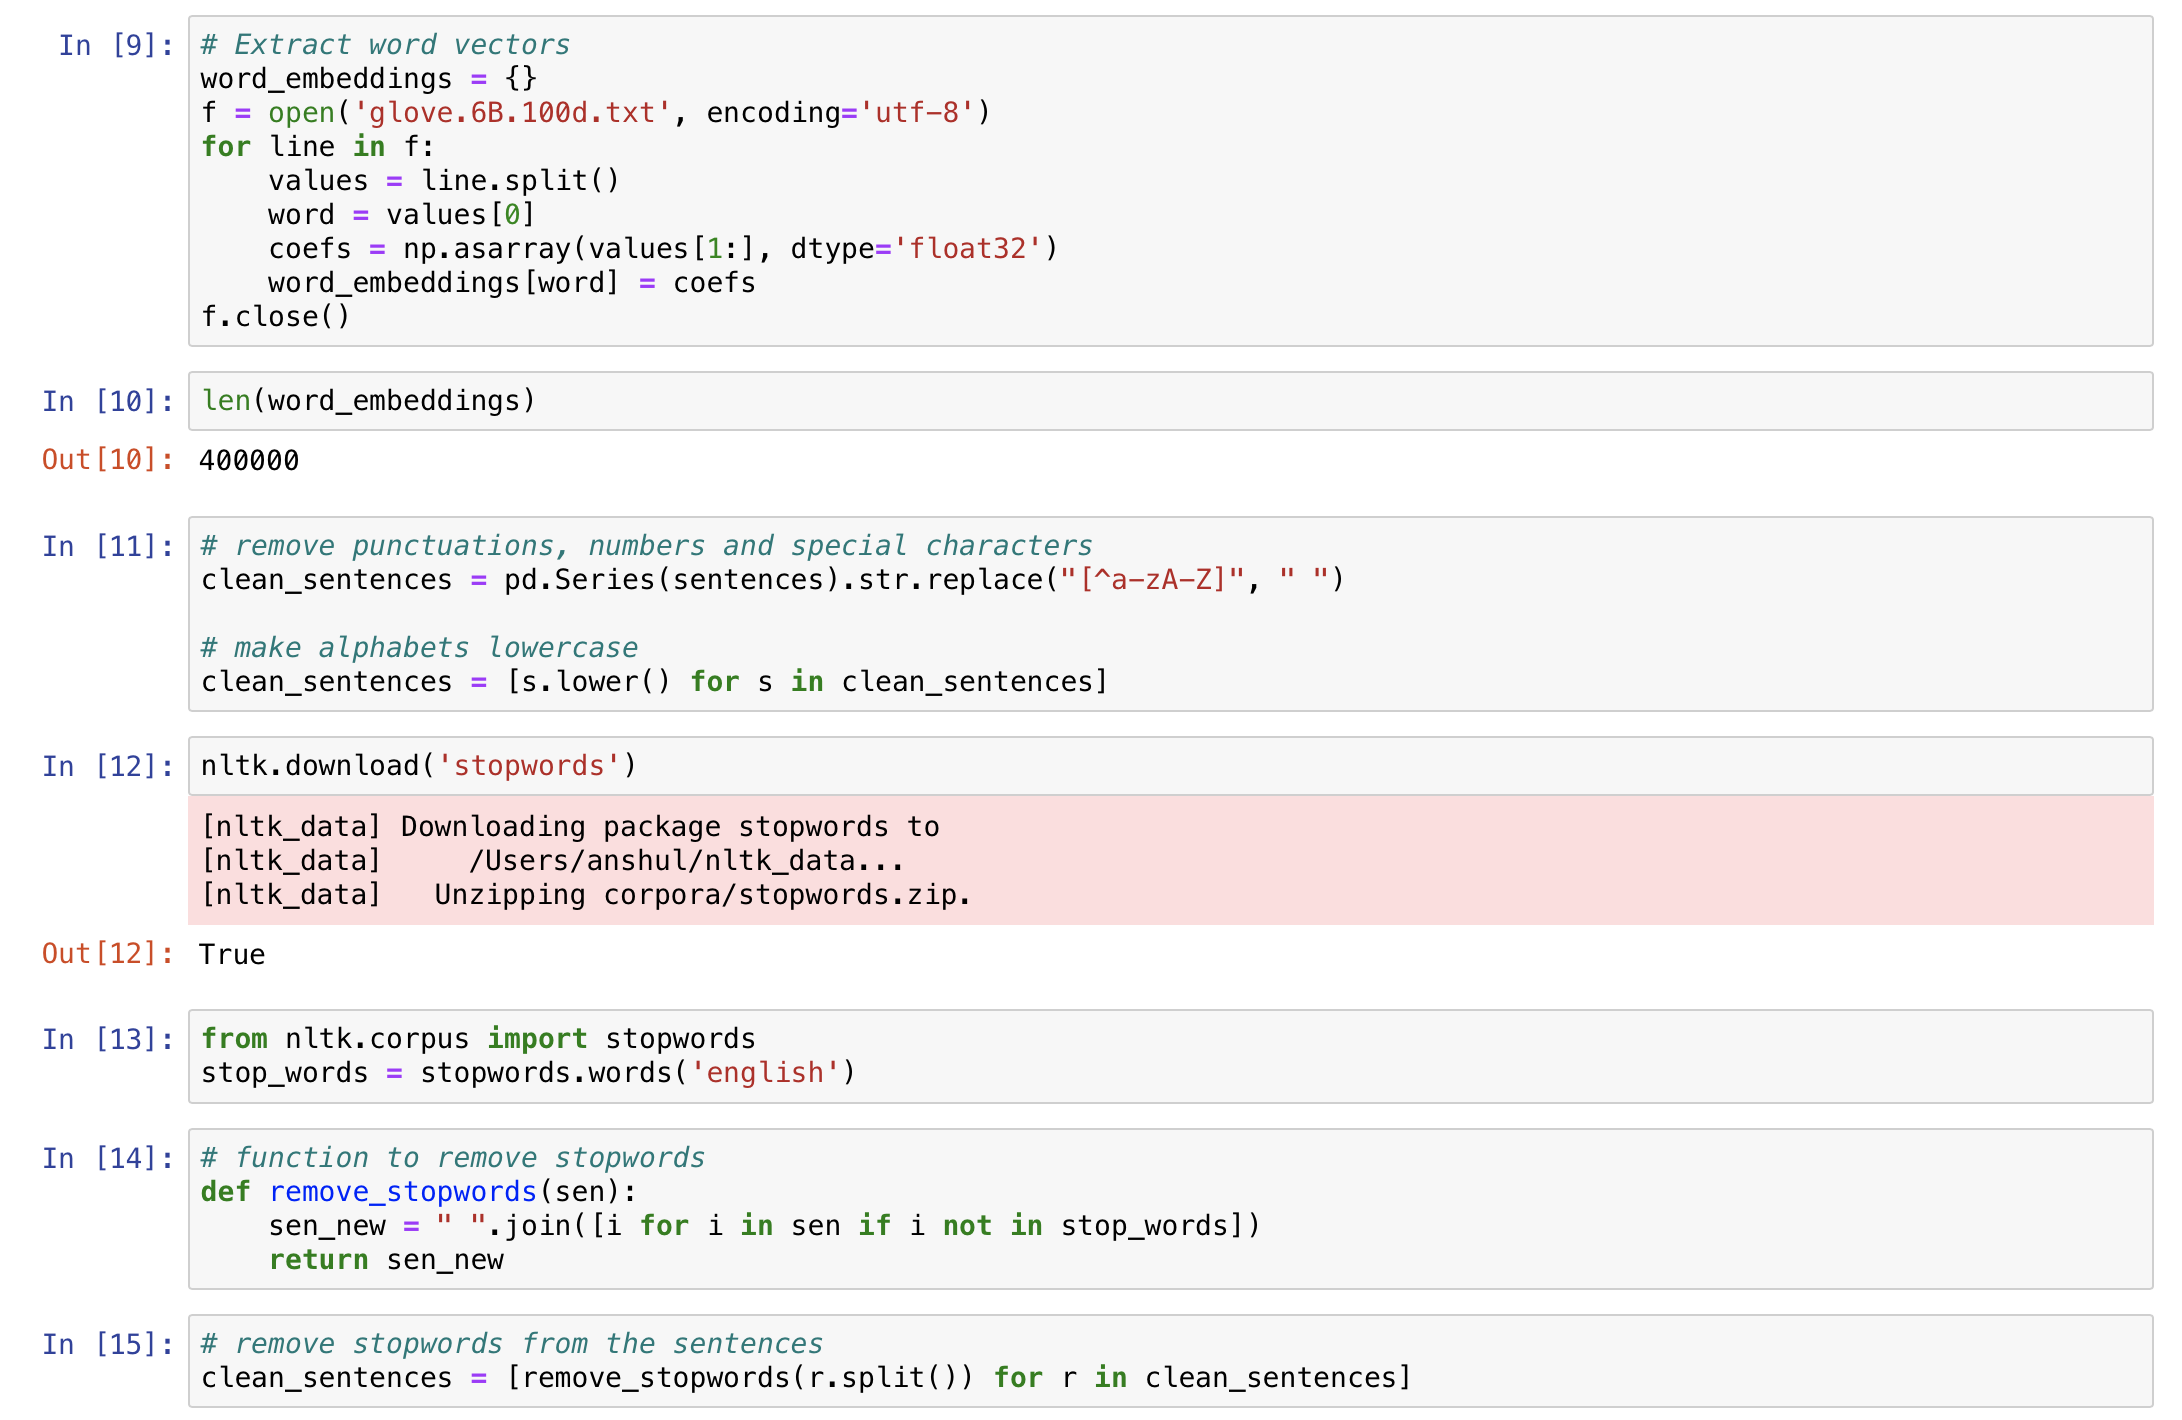 In [9]:
# Extract word vectors
word_embeddings = {}
f = open('glove.6B.100d.txt', encoding='utf-8')
for line in f:
    values = line.split()
    word = values[0]
    coefs = np.asarray(values[1:], dtype='float32')
    word_embeddings[word] = coefs
f.close()
In [10]:
len(word_embeddings)
Out[10]: 400000
In [11]:
# remove punctuations, numbers and special characters
clean_sentences = pd.Series(sentences).str.replace("[^a-zA-Z]", " ")
# make alphabets lowercase
clean_sentences = [s.lower() for s in clean_sentences]
In [12]:
nltk.download('stopwords')
[nltk_data] Downloading package stopwords to
[nltk_data]     /Users/anshul/nltk_data...
[nltk_data]   Unzipping corpora/stopwords.zip.
Out[12]: True
In [13]:
from nltk.corpus import stopwords
stop_words = stopwords.words('english')
In [14]:
# function to remove stopwords
def remove_stopwords(sen):
    sen_new = " ".join([i for i in sen if i not in stop_words])
    return sen_new
In [15]:
# remove stopwords from the sentences
clean_sentences = [remove_stopwords(r.split()) for r in clean_sentences]